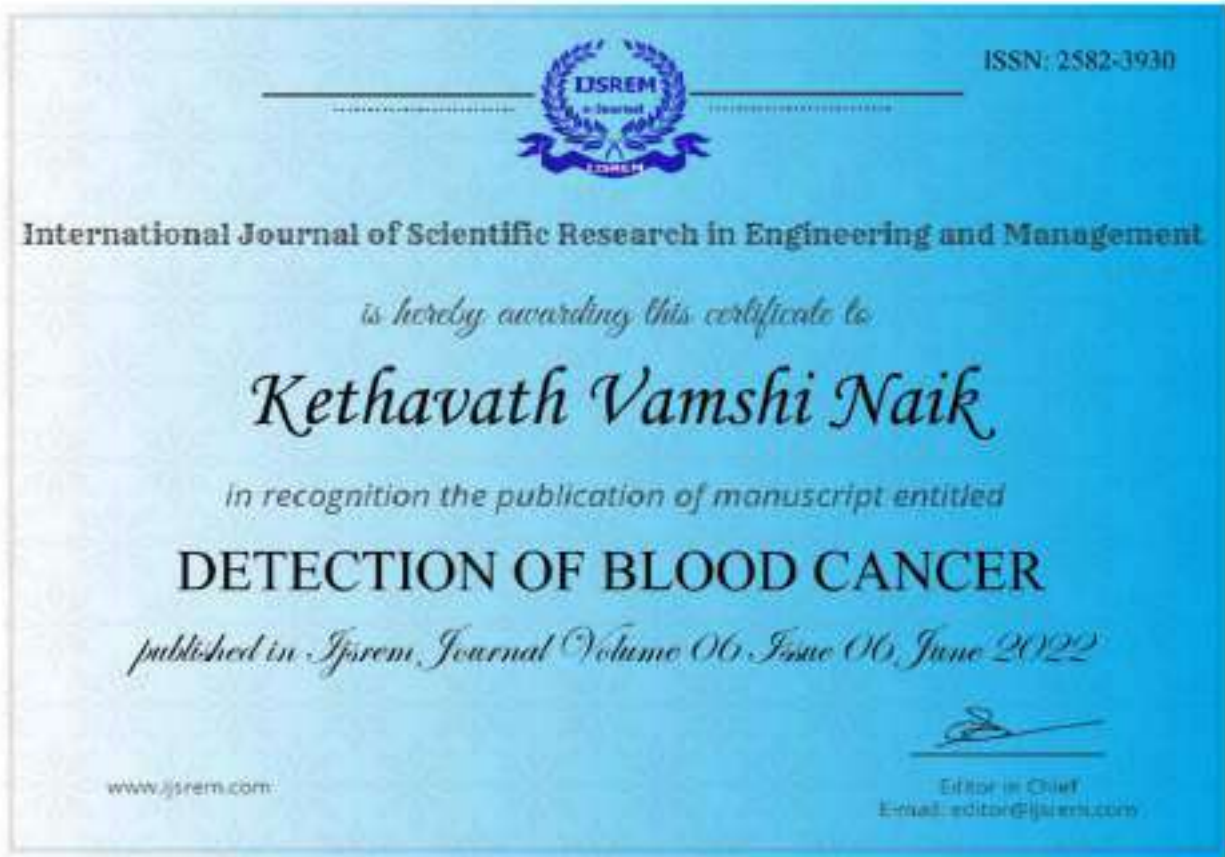 ISSN: 2582-3930
IJSREM
e-Journal
IJSREM
International Journal of Scientific Research in Engineering and Management
is hereby awarding this certificate to
Kethavath Vamshi Naik
in recognition the publication of manuscript entitled
DETECTION OF BLOOD CANCER
published in Ijsrem Journal Volume 06 Issue 06 June 2022
www.ijsrem.com
Editor in Chief
E-mail: editor@ijsrem.com